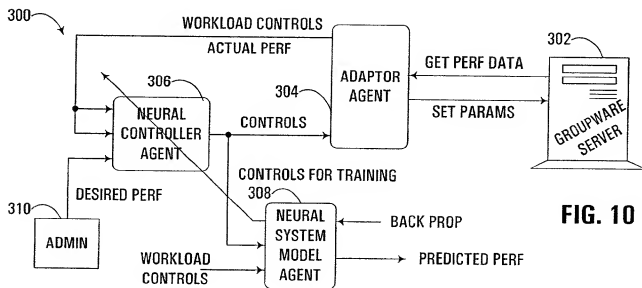 300
WORKLOAD CONTROLS
ACTUAL PERF
306
304
ADAPTOR
AGENT
GET PERF DATA
SET PARAMS
302
GROUPWARE
SERVER
NEURAL
CONTROLLER
AGENT
CONTROLS
DESIRED PERF
310
ADMIN
CONTROLS FOR TRAINING
308
NEURAL
SYSTEM
MODEL
AGENT
BACK PROP
PREDICTED PERF
WORKLOAD
CONTROLS
FIG. 10